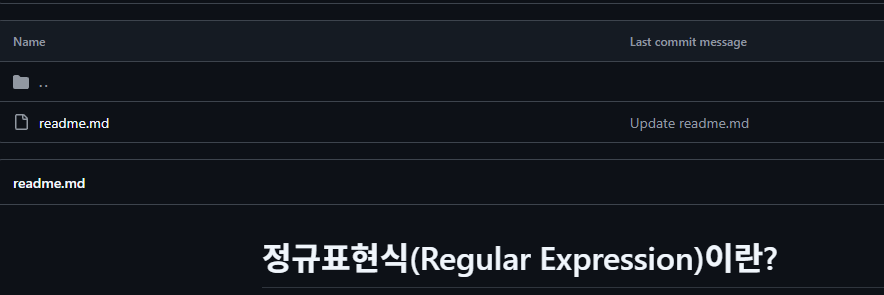 Name Last commit message
..
readme.md Update readme.md
readme.md
정규표현식(Regular Expression)이란?